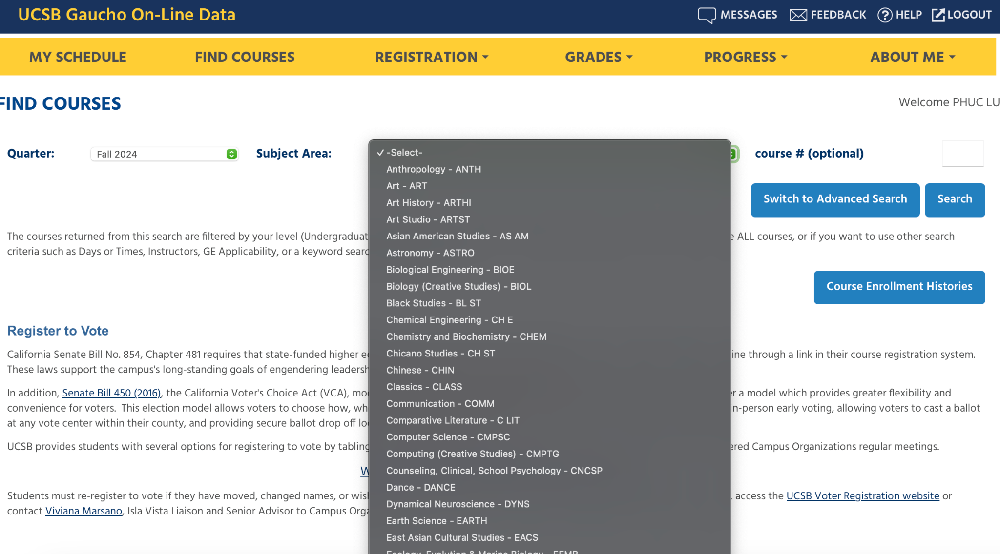 UCSB Gaucho On-Line Data
MESSAGES FEEDBACK HELP LOGOUT
MY SCHEDULE FIND COURSES REGISTRATION GRADES PROGRESS ABOUT ME
FIND COURSES
Welcome PHUC LU
Quarter: Fall 2024 Subject Area: course # (optional)
-Select-
Anthropology - ANTH
Art - ART
Art History - ARTHI
Art Studio - ARTST
Asian American Studies - AS AM
Astronomy - ASTRO
Biological Engineering - BIOE
Biology (Creative Studies) - BIOL
Black Studies - BL ST
Chemical Engineering - CH E
Chemistry and Biochemistry - CHEM
Chicano Studies - CH ST
Chinese - CHIN
Classics - CLASS
Communication - COMM
Comparative Literature - C LIT
Computer Science - CMPSC
Computing (Creative Studies) - CMPTG
Counseling, Clinical, School Psychology - CNCSP
Dance - DANCE
Dynamical Neuroscience - DYNS
Earth Science - EARTH
East Asian Cultural Studies - EACS
Ecology, Evolution & Marine Biology - EEMB
Switch to Advanced Search Search
The courses returned from this search are filtered by your level (Undergraduat ALL courses, or if you want to use other search
criteria such as Days or Times, Instructors, GE Applicability, or a keyword searc
Course Enrollment Histories
Register to Vote
California Senate Bill No. 854, Chapter 481 requires that state-funded higher e ine through a link in their course registration system.
These laws support the campus's long-standing goals of engendering leadersh
In addition, Senate Bill 450 (2016), the California Voter's Choice Act (VCA), mo er a model which provides greater flexibility and
convenience for voters. This election model allows voters to choose how, wh in-person early voting, allowing voters to cast a ballot
at any vote center within their county, and providing secure ballot drop off lo
UCSB provides students with several options for registering to vote by tabling ered Campus Organizations regular meetings.
W
Students must re-register to vote if they have moved, changed names, or wis , access the UCSB Voter Registration website or
contact Viviana Marsano, Isla Vista Liaison and Senior Advisor to Campus Orga